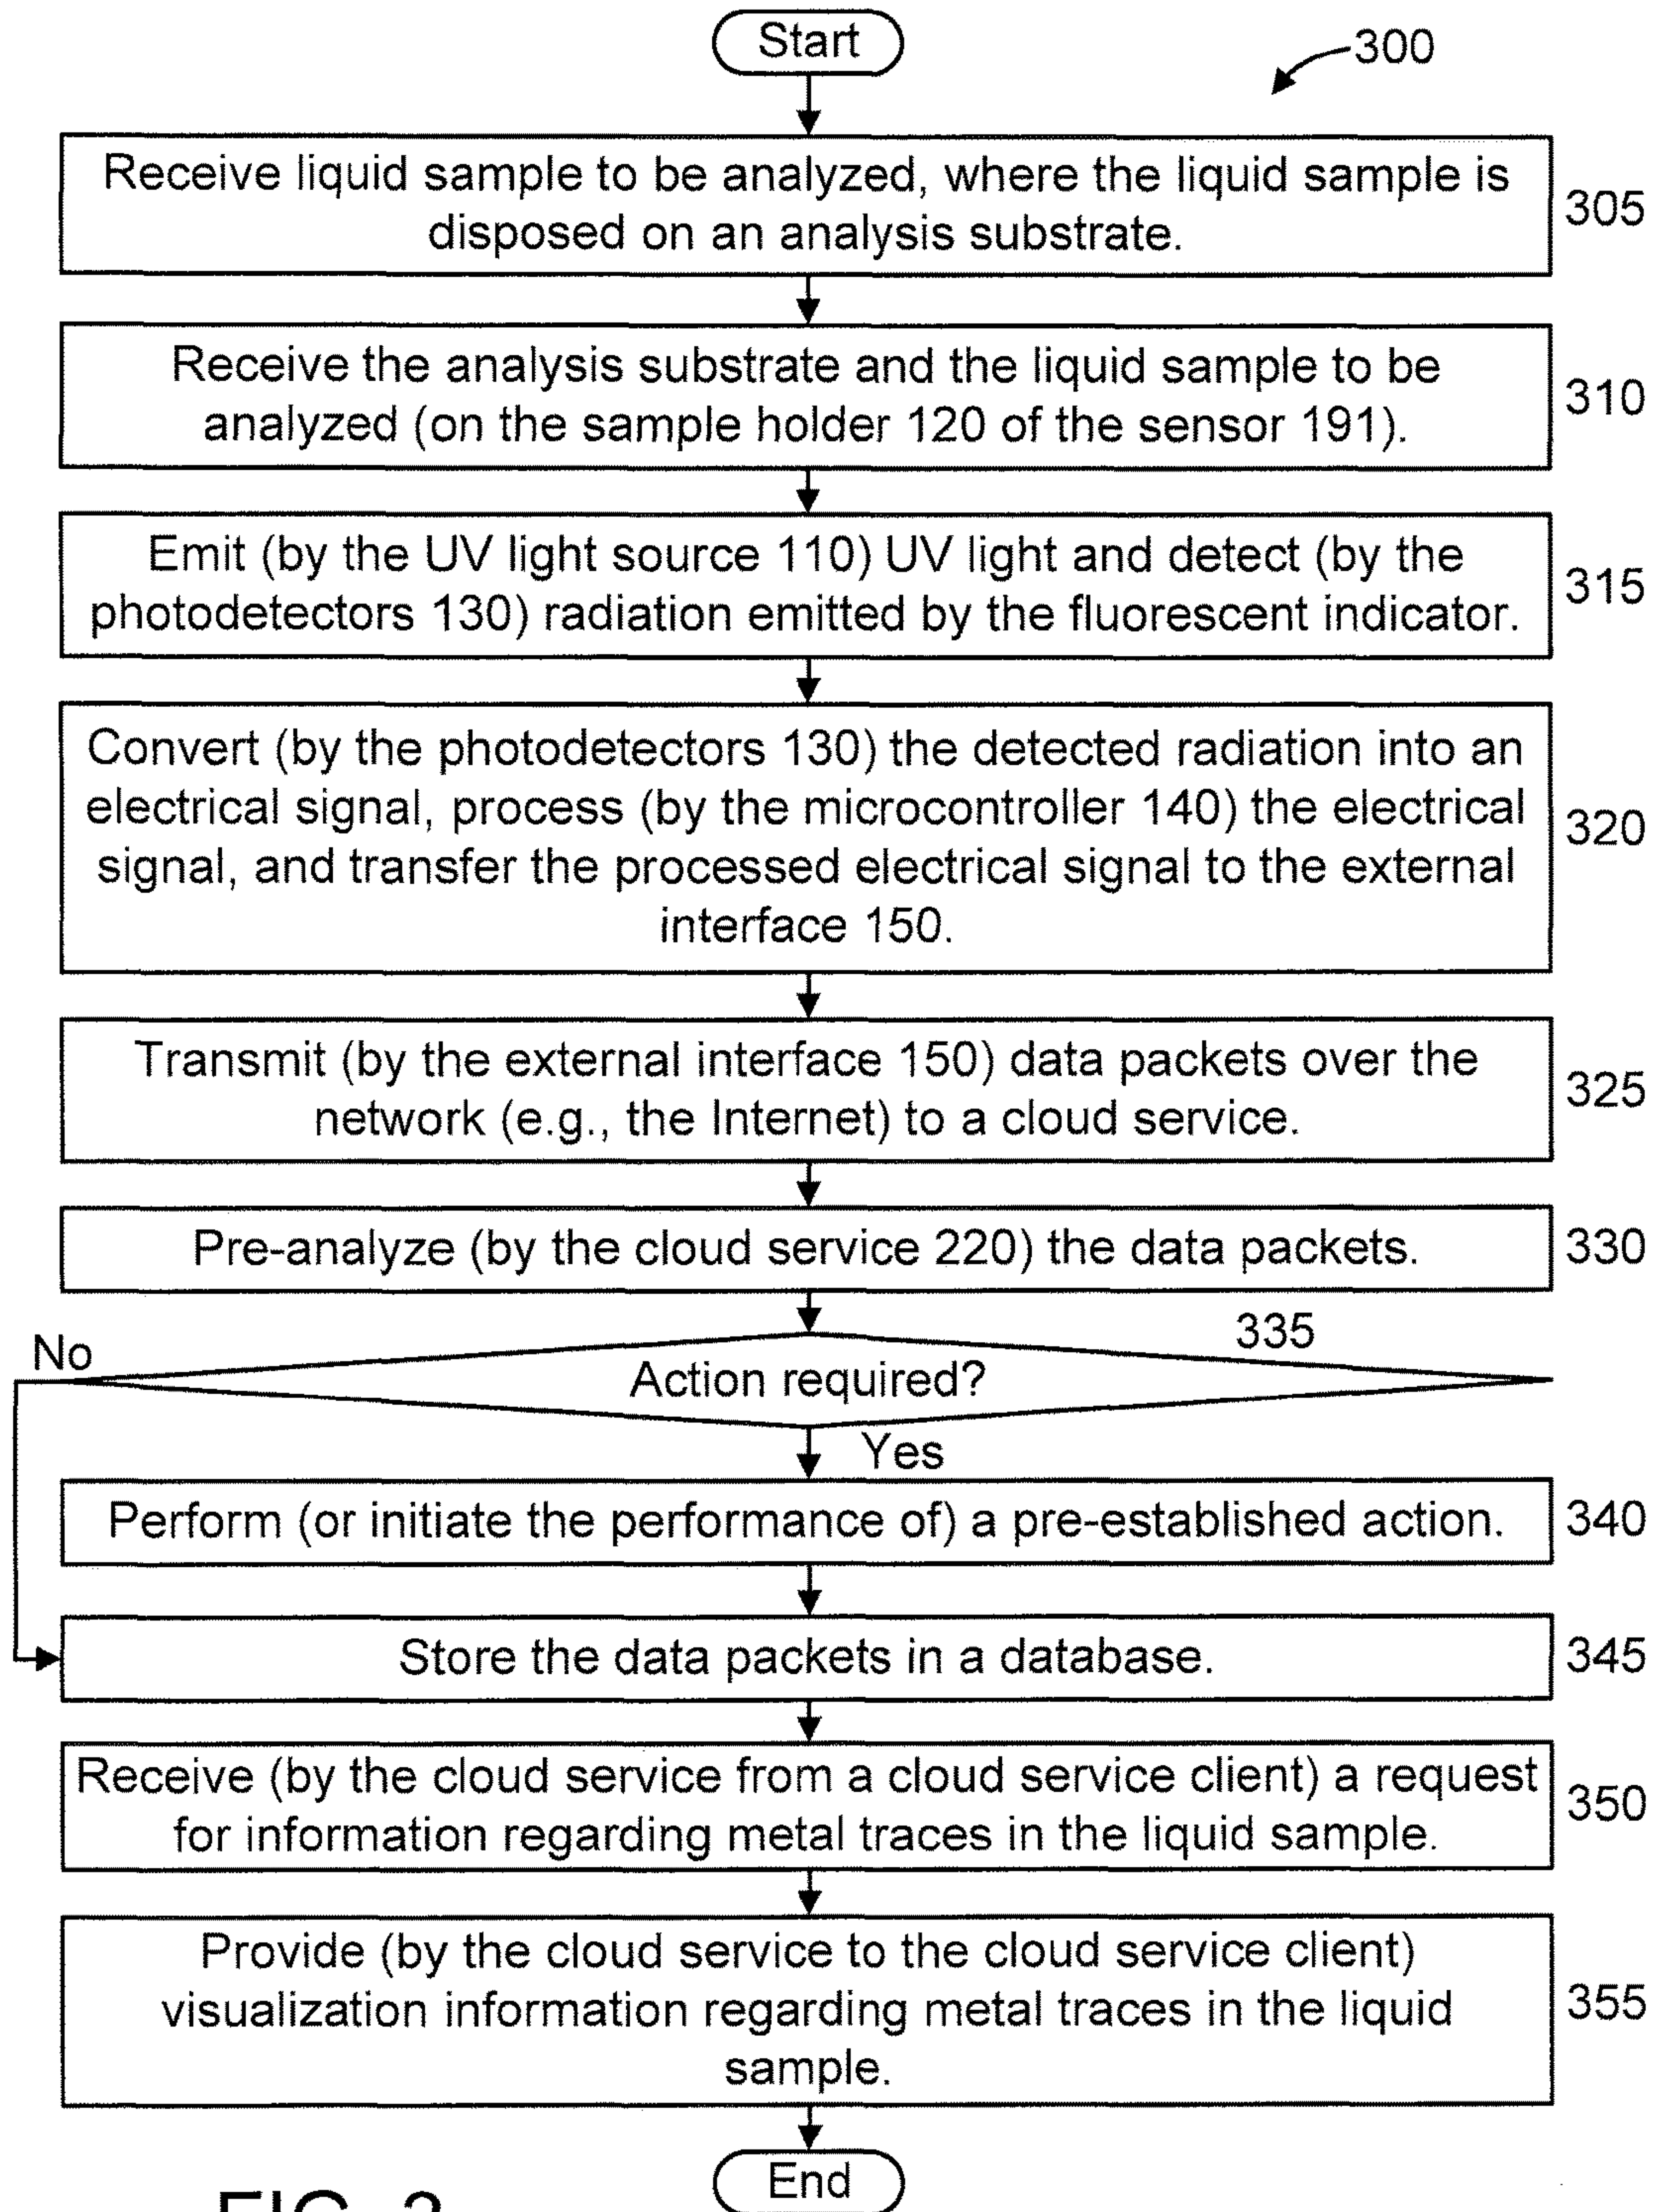 Start
300
Receive liquid sample to be analyzed, where the liquid sample is
disposed on an analysis substrate.
305
Receive the analysis substrate and the liquid sample to be
analyzed (on the sample holder 120 of the sensor 191).
310
Emit (by the UV light source 110) UV light and detect (by the
photodetectors 130) radiation emitted by the fluorescent indicator.
315
Convert (by the photodetectors 130) the detected radiation into an
electrical signal, process (by the microcontroller 140) the electrical
signal, and transfer the processed electrical signal to the external
interface 150.
320
Transmit (by the external interface 150) data packets over the
network (e.g., the Internet) to a cloud service.
325
Pre-analyze (by the cloud service 220) the data packets.
330
335
No
Action required?
Yes
Perform (or initiate the performance of) a pre-established action.
340
Store the data packets in a database.
345
Receive (by the cloud service from a cloud service client) a request
for information regarding metal traces in the liquid sample.
350
Provide (by the cloud service to the cloud service client)
visualization information regarding metal traces in the liquid
sample.
355
End
FIG.